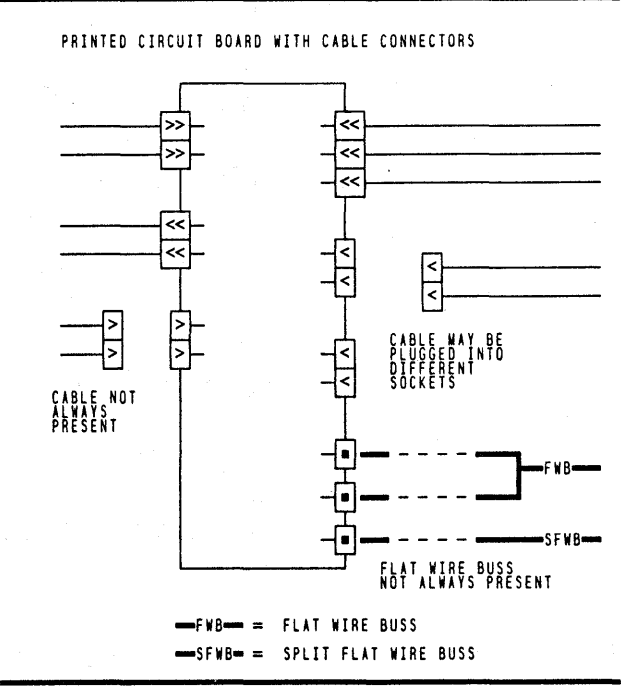 PRINTED CIRCUIT BOARD WITH CABLE CONNECTORS
>> <<
>> <<
<<
<<
<<
< <
< <
> >
> > <
<
CABLE MAY BE
PLUGGED INTO
DIFFERENT
SOCKETS
CABLE NOT
ALWAYS
PRESENT
FWB
SFWB
FLAT WIRE BUSS
NOT ALWAYS PRESENT
FWB = FLAT WIRE BUSS
SFWB = SPLIT FLAT WIRE BUSS